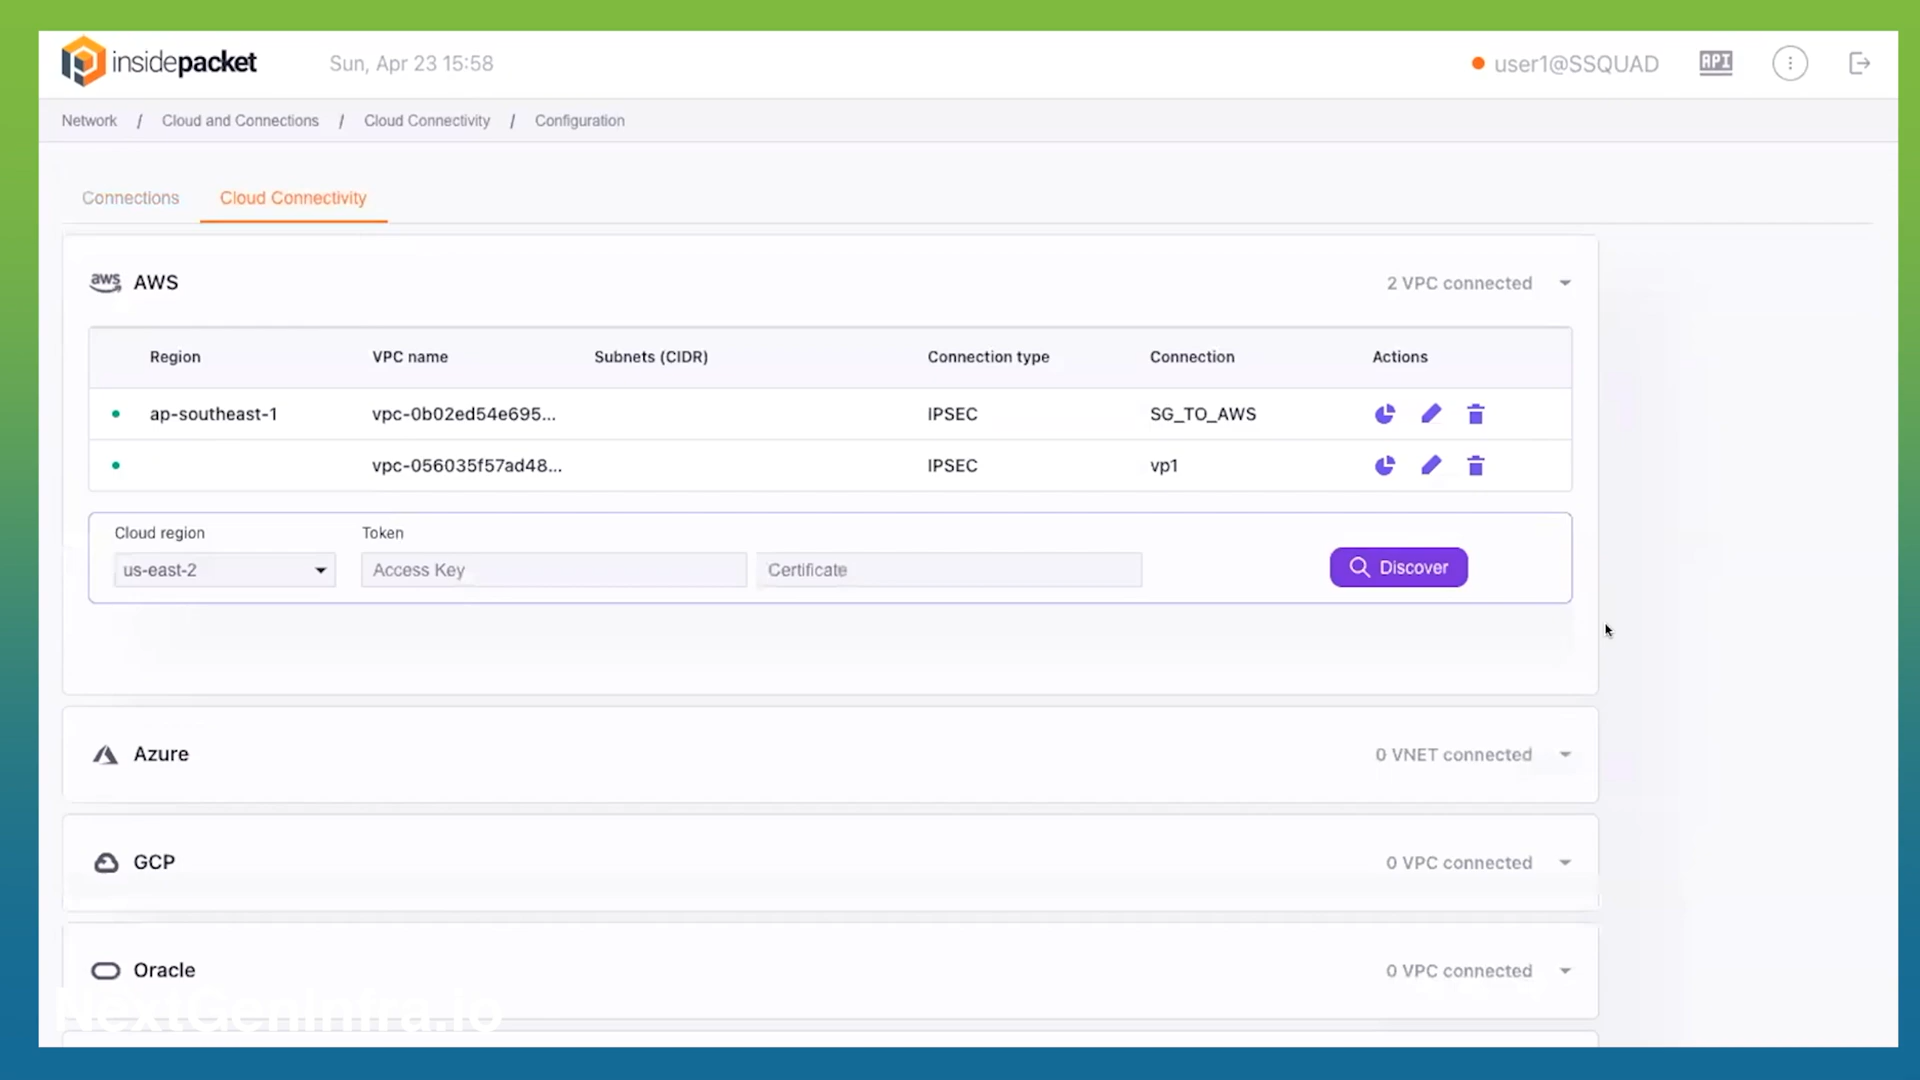 insidepacket Sun, Apr 23 15:58 user1@SSQUAD API
Network / Cloud and Connections / Cloud Connectivity / Configuration
Connections Cloud Connectivity
aws AWS 2 VPC connected
Region VPC name Subnets (CIDR) Connection type Connection Actions
ap-southeast-1 vpc-0b02ed54e695... IPSEC SG_TO_AWS
vpc-056035f57ad48... IPSEC vp1
Cloud region Token
us-east-2 Access Key Certificate Discover
Azure 0 VNET connected
GCP 0 VPC connected
Oracle 0 VPC connected
NextGenInfra.io